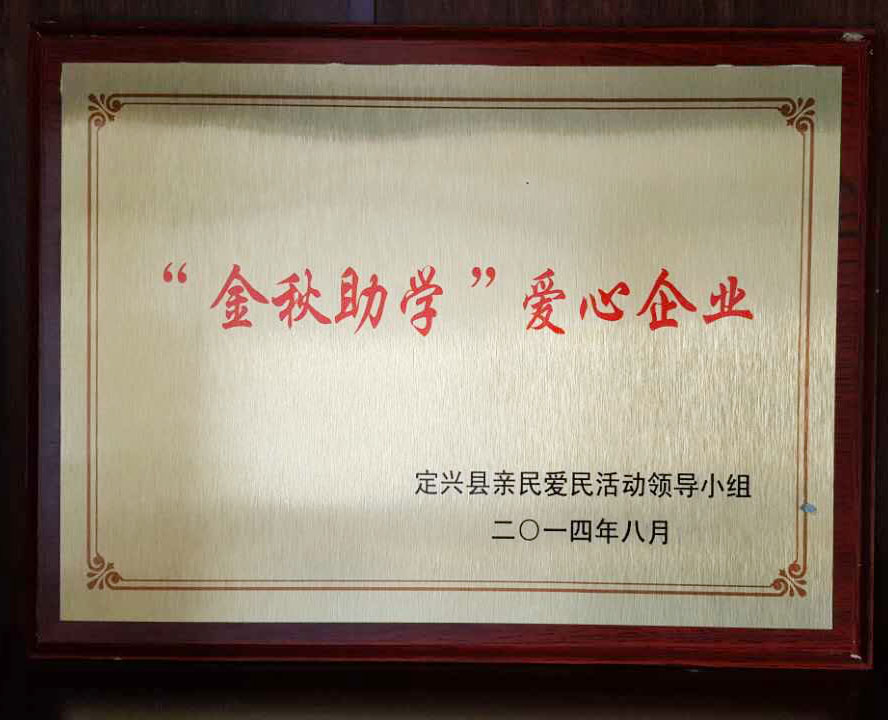 “金秋助学”爱心企业
定兴县亲民爱民活动领导小组
二〇一四年八月